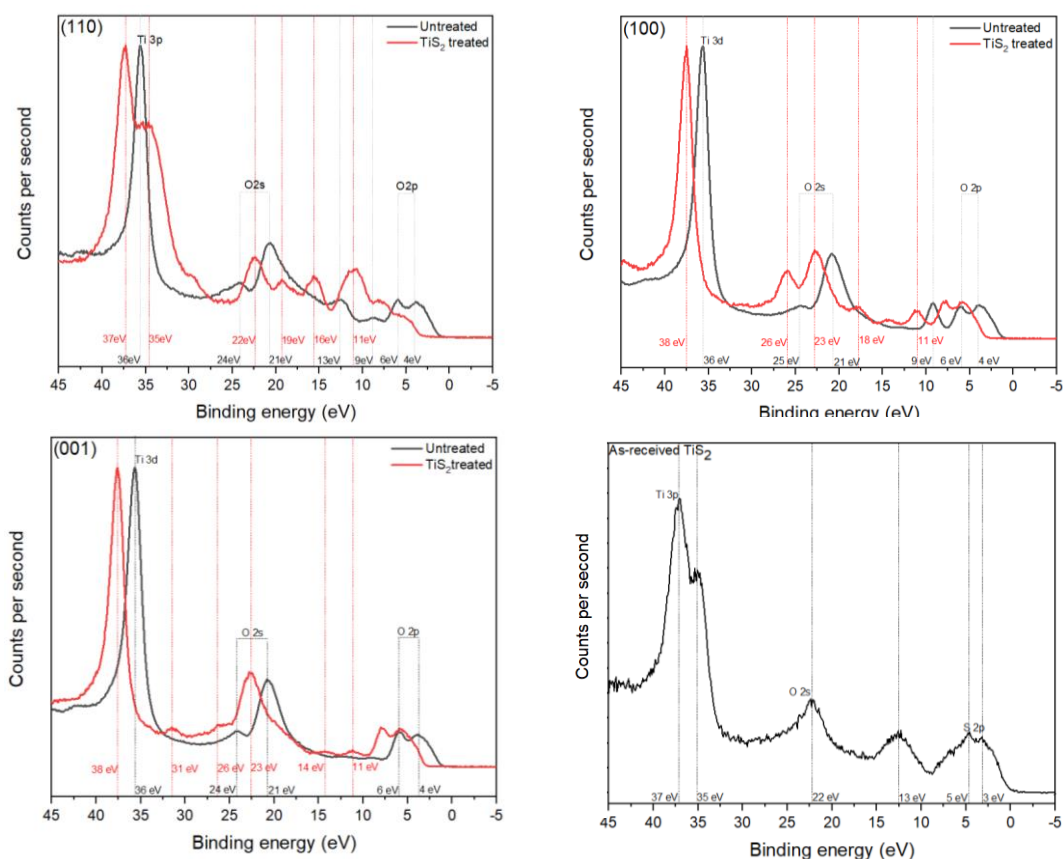 (110)
Untreated
TiS2 treated
Ti 3p
O2s
O2p
37eV 35eV 22eV 19eV 16eV 11eV
36eV 24eV 21eV 13eV 9eV 6eV 4eV
45 40 35 30 25 20 15 10 5 0 -5
Binding energy (eV)
Counts per second
(100)
Untreated
TiS2 treated
Ti 3d
O 2s
O 2p
38 eV 26 eV 23 eV 18 eV 11 eV
36 eV 25 eV 21 eV 9 eV 6 eV 4 eV
45 40 35 30 25 20 15 10 5 0 -5
Binding energy (eV)
Counts per second
(001)
Untreated
TiS2treated
Ti 3d
O 2s
O 2p
38 eV 31 eV 26 eV 23 eV 14 eV 11 eV
36 eV 24 eV 21 eV 6 eV 4 eV
45 40 35 30 25 20 15 10 5 0 -5
Binding energy (eV)
Counts per second
As-received TiS2
Ti 3p
O 2s
S 2p
37 eV 35 eV 22 eV 13 eV 5 eV 3 eV
45 40 35 30 25 20 15 10 5 0 -5
Binding energy (eV)
Counts per second